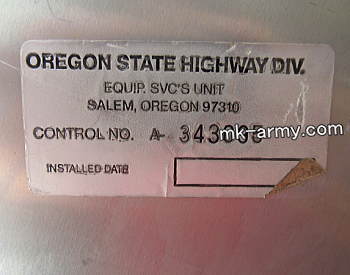 OREGON STATE HIGHWAY DIV.
EQUIP. SVC'S UNIT
SALEM, OREGON 97310
CONTROL NO. A-
mk-army.com
INSTALLED DATE